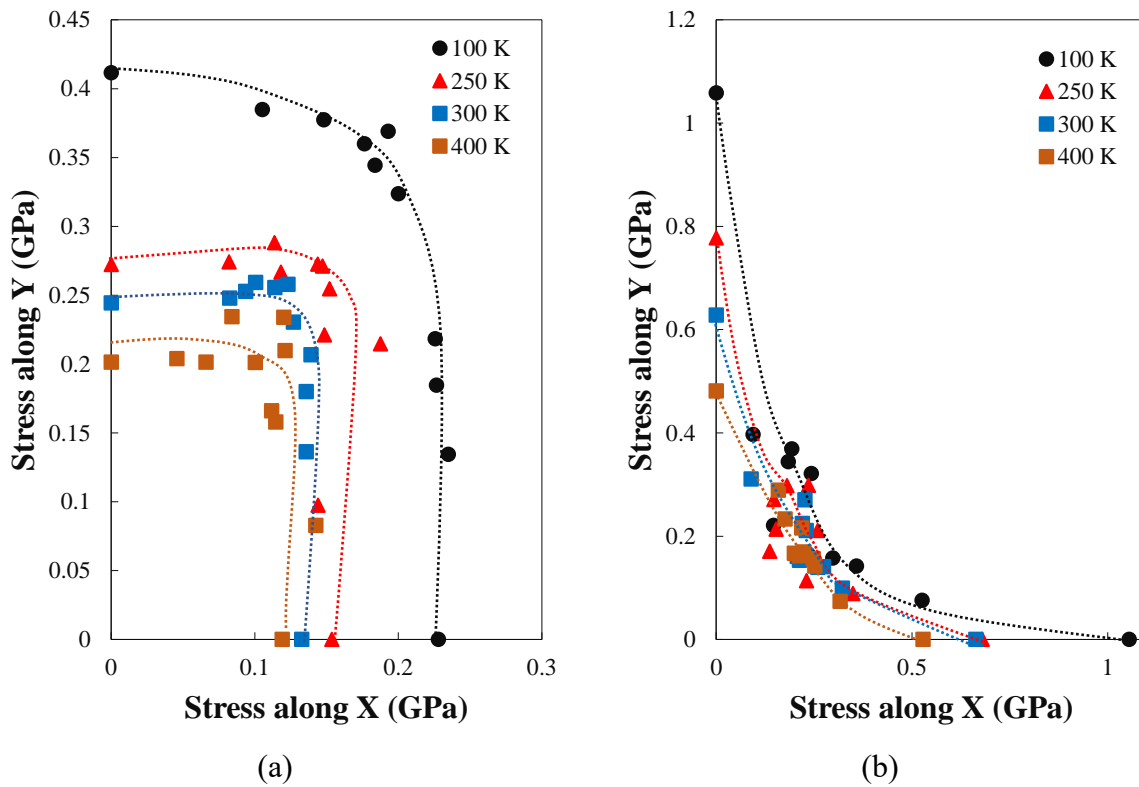 0.45
0.4
0.35
0.3
0.25
0.2
0.15
0.1
0.05
0
0
0.1
0.2
0.3
Stress along Y (GPa)
Stress along X (GPa)
100 K
250 K
300 K
400 K
(a)
1.2
1
0.8
0.6
0.4
0.2
0
0
0.5
1
Stress along Y (GPa)
Stress along X (GPa)
100 K
250 K
300 K
400 K
(b)